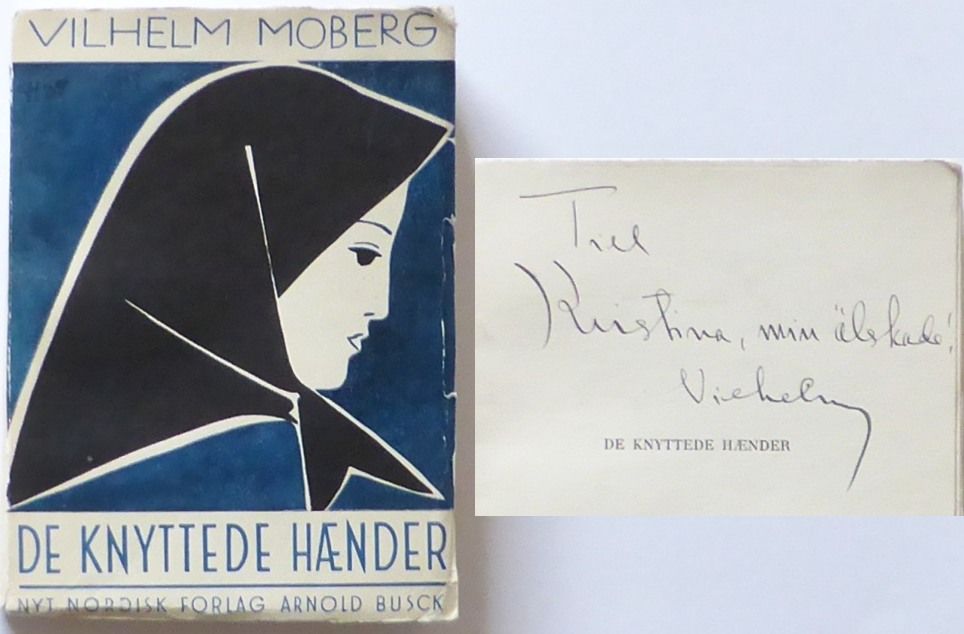 VILHELM MOBERG
DE KNYTTEDE HÆNDER
NYT NORDISK FORLAG ARNOLD BUSCK
Till
Kristina, min älskade!
Vilhelm
DE KNYTTEDE HÆNDER